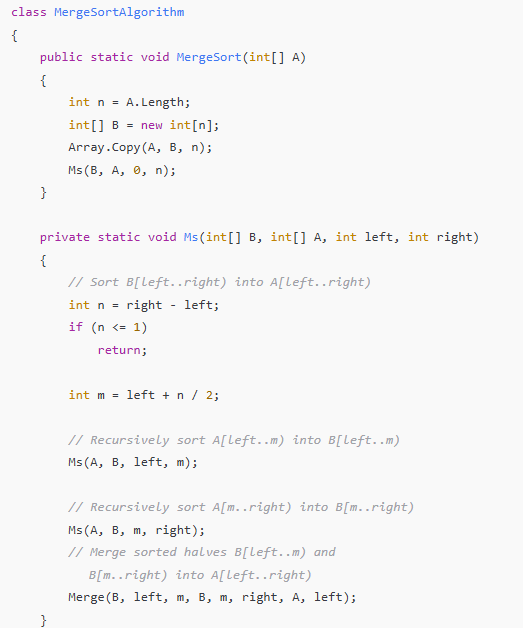 class MergeSortAlgorithm
{
    public static void MergeSort(int[] A)
    {
        int n = A.Length;
        int[] B = new int[n];
        Array.Copy(A, B, n);
        Ms(B, A, 0, n);
    }

    private static void Ms(int[] B, int[] A, int left, int right)
    {
        // Sort B[left..right) into A[left..right)
        int n = right - left;
        if (n <= 1)
            return;

        int m = left + n / 2;

        // Recursively sort A[left..m) into B[left..m)
        Ms(A, B, left, m);

        // Recursively sort A[m..right) into B[m..right)
        Ms(A, B, m, right);
        // Merge sorted halves B[left..m) and
           B[m..right) into A[left..right)
        Merge(B, left, m, B, m, right, A, left);
    }